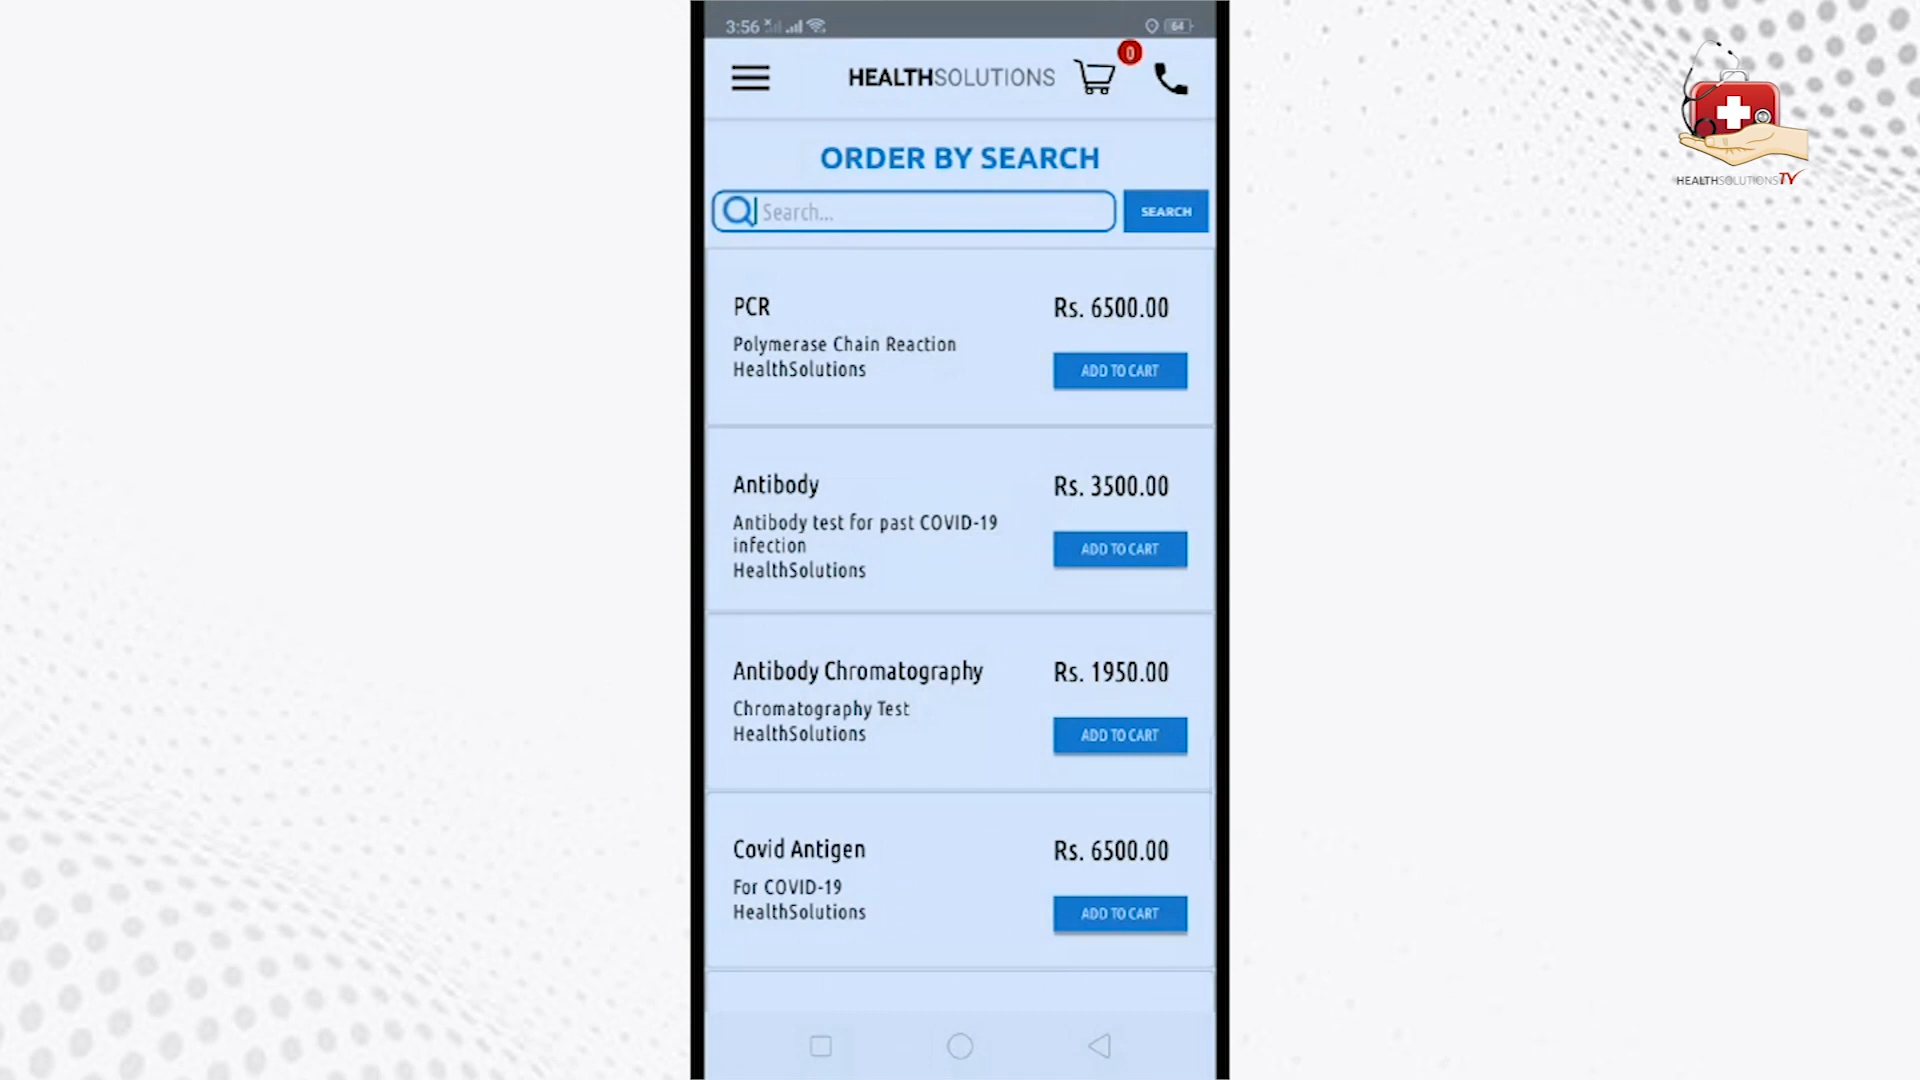 3:56
64
HEALTHSOLUTIONS
0
ORDER BY SEARCH
Search...
SEARCH
PCR
Rs. 6500.00
Polymerase Chain Reaction
HealthSolutions
ADD TO CART
Antibody
Rs. 3500.00
Antibody test for past COVID-19
infection
HealthSolutions
ADD TO CART
Antibody Chromatography
Rs. 1950.00
Chromatography Test
HealthSolutions
ADD TO CART
Covid Antigen
Rs. 6500.00
For COVID-19
HealthSolutions
ADD TO CART
HEALTHSOLUTIONSTV